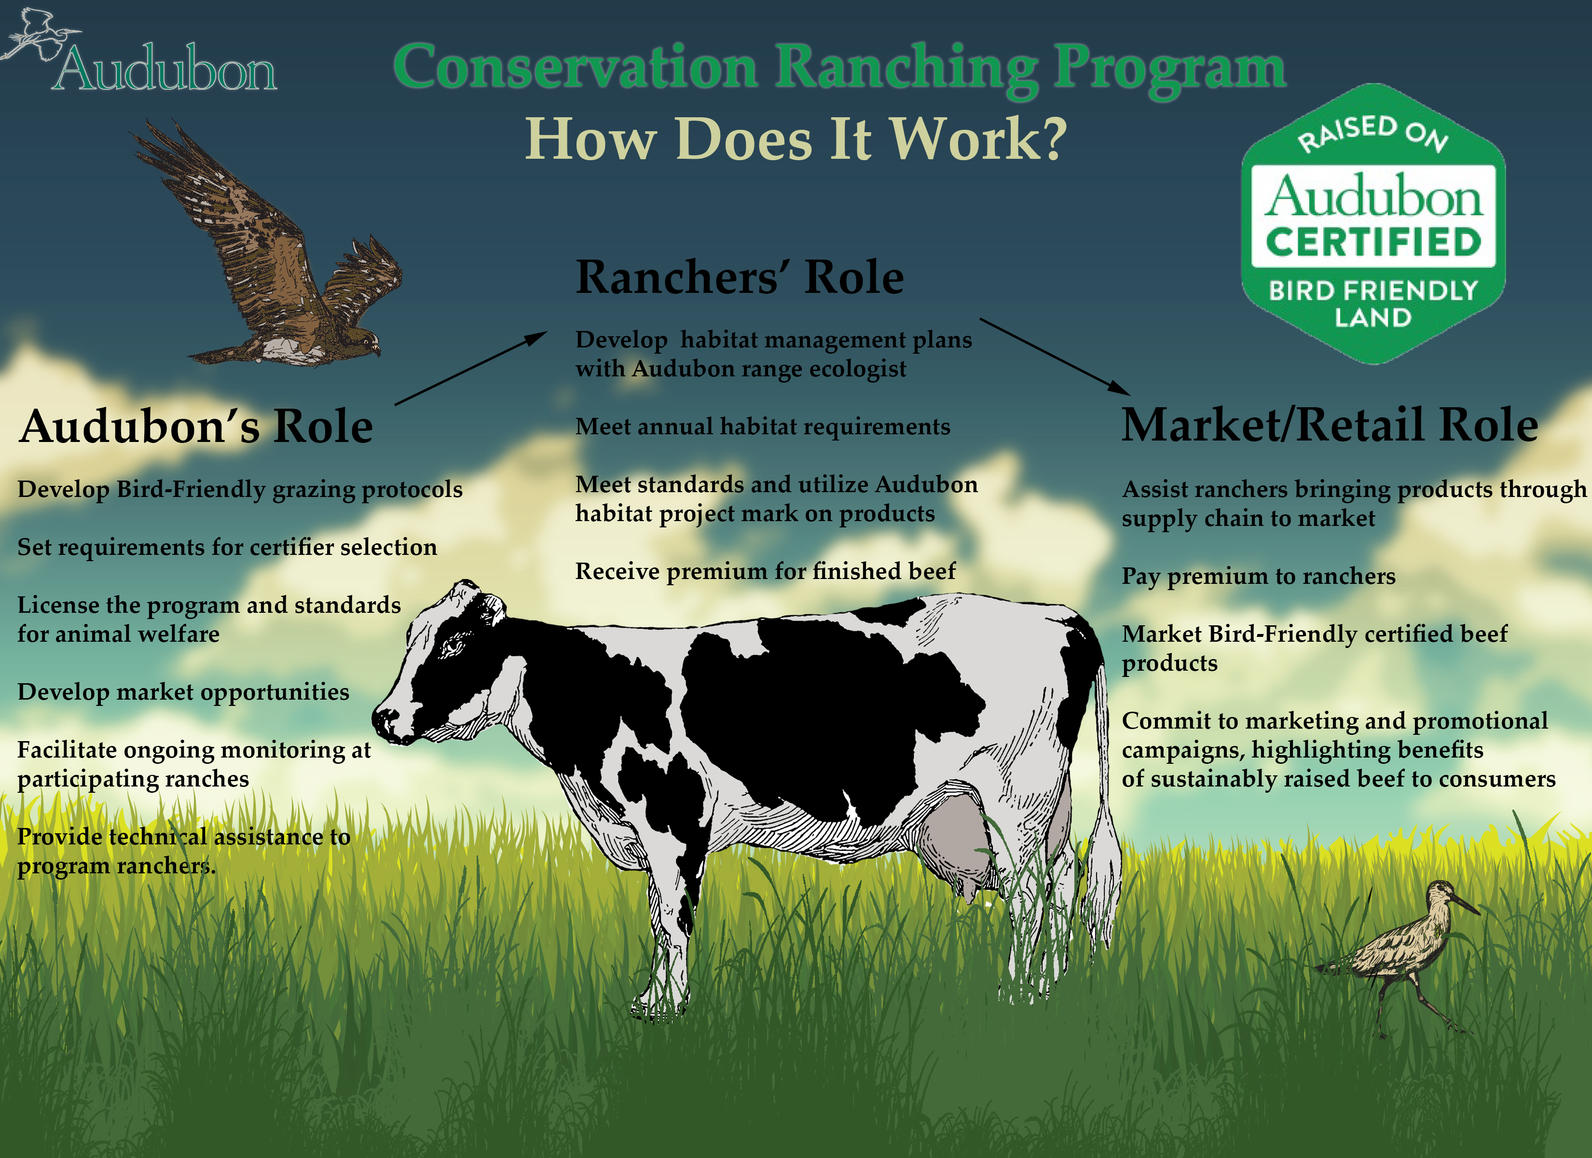 Audubon
Conservation Ranching Program
How Does It Work?
RAISED ON
Audubon
CERTIFIED
BIRD FRIENDLY
LAND
Audubon's Role
Develop Bird-Friendly grazing protocols
Set requirements for certifier selection
License the program and standards
for animal welfare
Develop market opportunities
Facilitate ongoing monitoring at
participating ranches
Provide technical assistance to
program ranchers.
Ranchers' Role
Develop  habitat management plans
with Audubon range ecologist
Meet annual habitat requirements
Meet standards and utilize Audubon
habitat project mark on products
Receive premium for finished beef
Market/Retail Role
Assist ranchers bringing products through
supply chain to market
Pay premium to ranchers
Market Bird-Friendly certified beef
products
Commit to marketing and promotional
campaigns, highlighting benefits
of sustainably raised beef to consumers